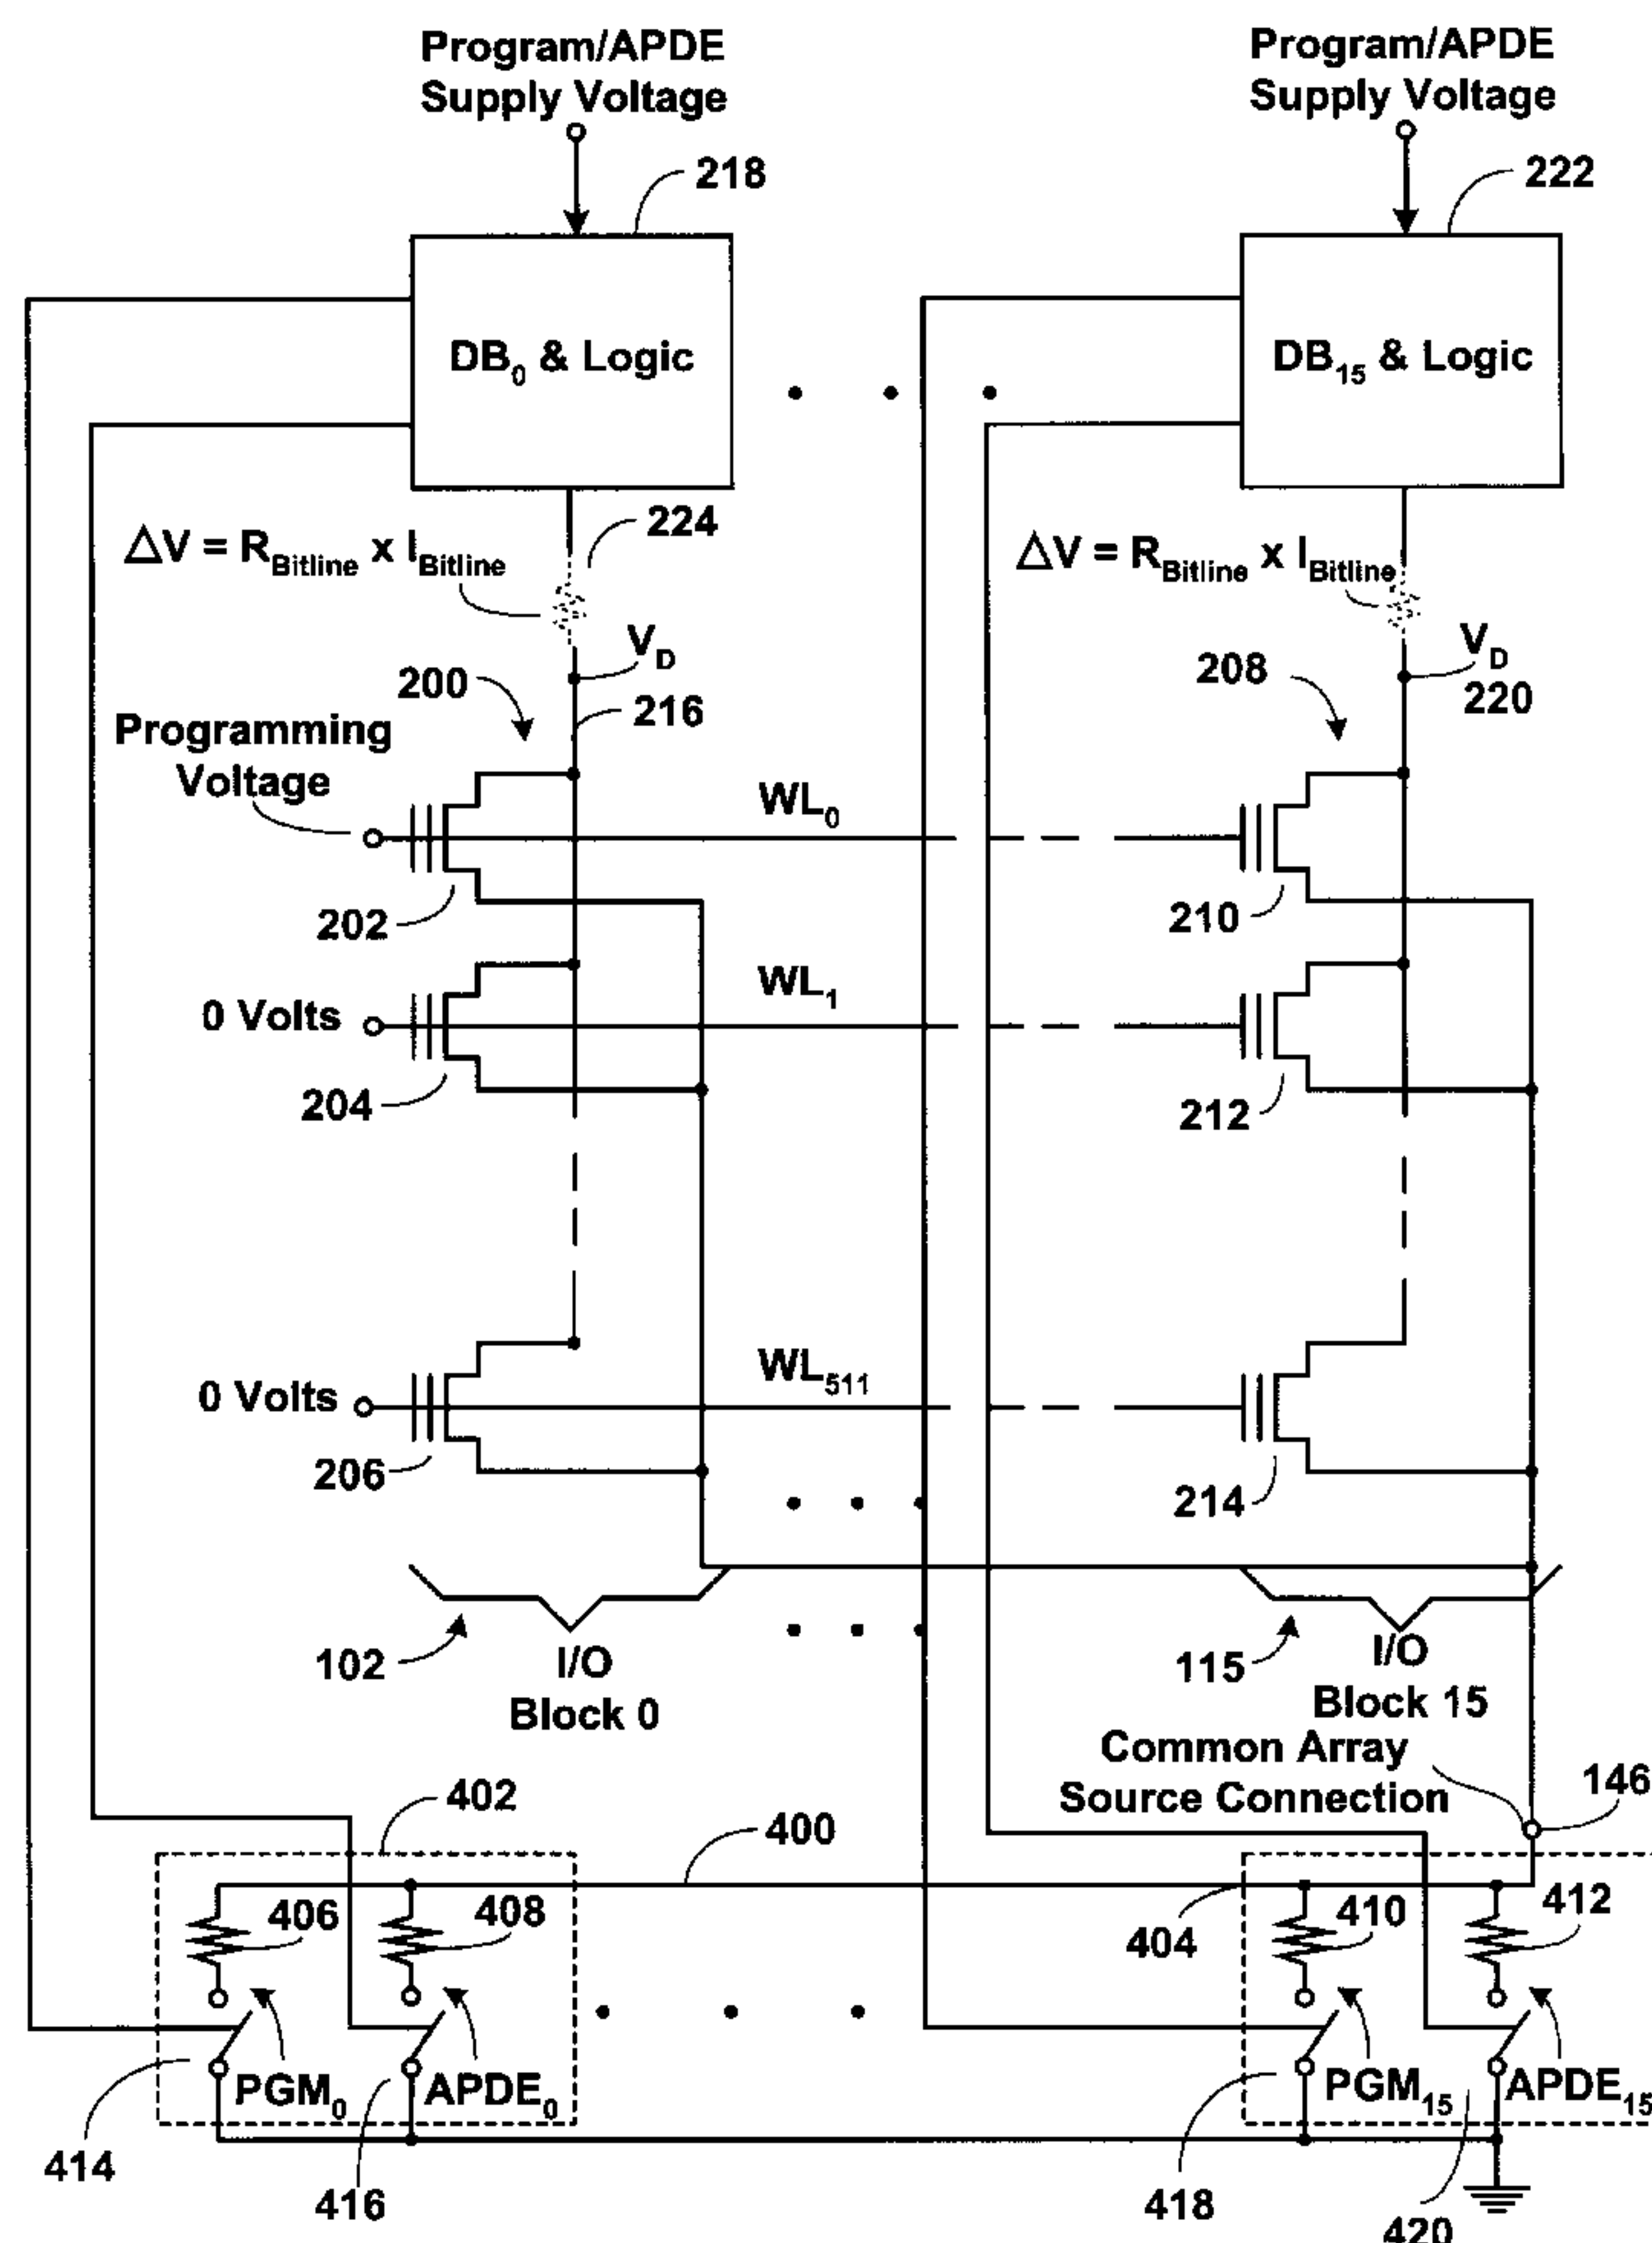 Program/APDE
Supply Voltage
Program/APDE
Supply Voltage
218
222
DB0 & Logic
DB15 & Logic
224
ΔV = RBitline x IBitline
ΔV = RBitline x IBitline
VD
VD
200
216
208
220
Programming
Voltage
WL0
202
210
0 Volts
WL1
204
212
0 Volts
WL511
206
214
102
I/O
Block 0
115
I/O
Block 15
Common Array
Source Connection
146
402
400
406
408
404
410
412
PGM0
APDE0
PGM15
APDE15
414
416
418
420